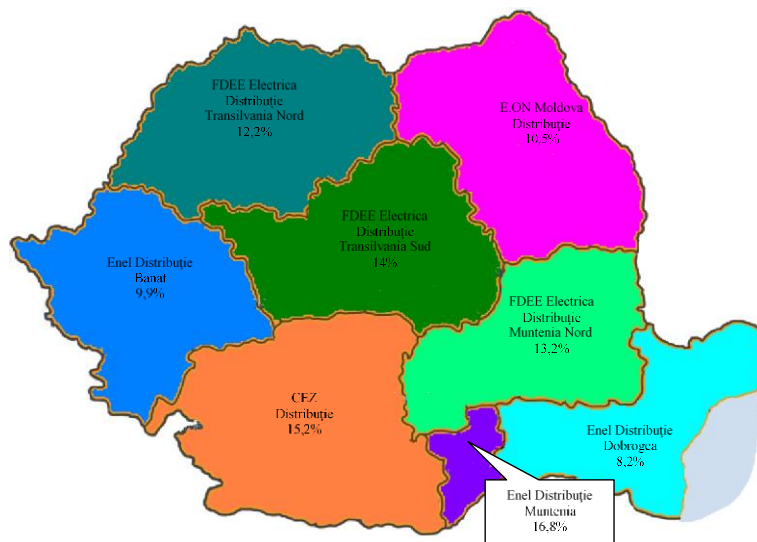 FDEE Electrica
Distribuție
Transilvania Nord
12,2%
E.ON Moldova
Distribuție
10,5%
FDEE Electrica
Distribuție
Transilvania Sud
14%
Enel Distribuție
Banat
9,9%
FDEE Electrica
Distribuție
Muntenia Nord
13,2%
CEZ
Distribuție
15,2%
Enel Distribuție
Dobrogea
8,2%
Enel Distribuție
Muntenia
16,8%